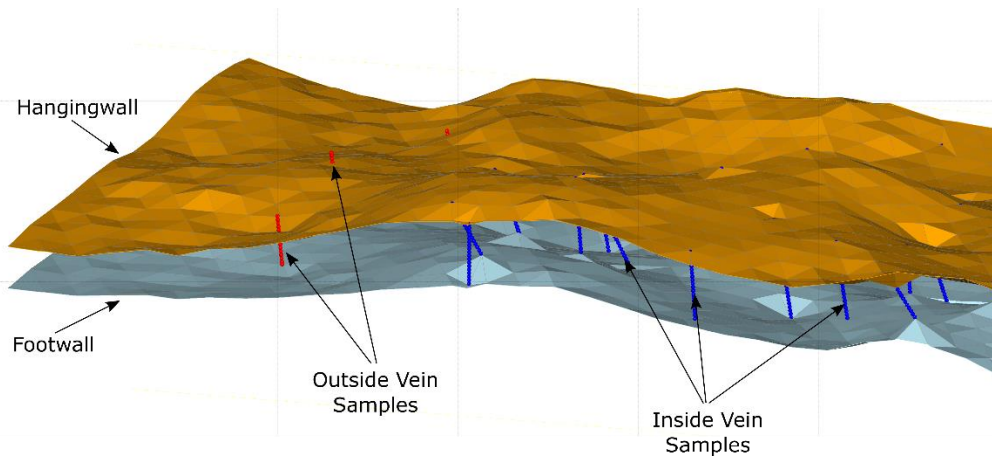 Hangingwall
Footwall
Outside Vein
Samples
Inside Vein
Samples